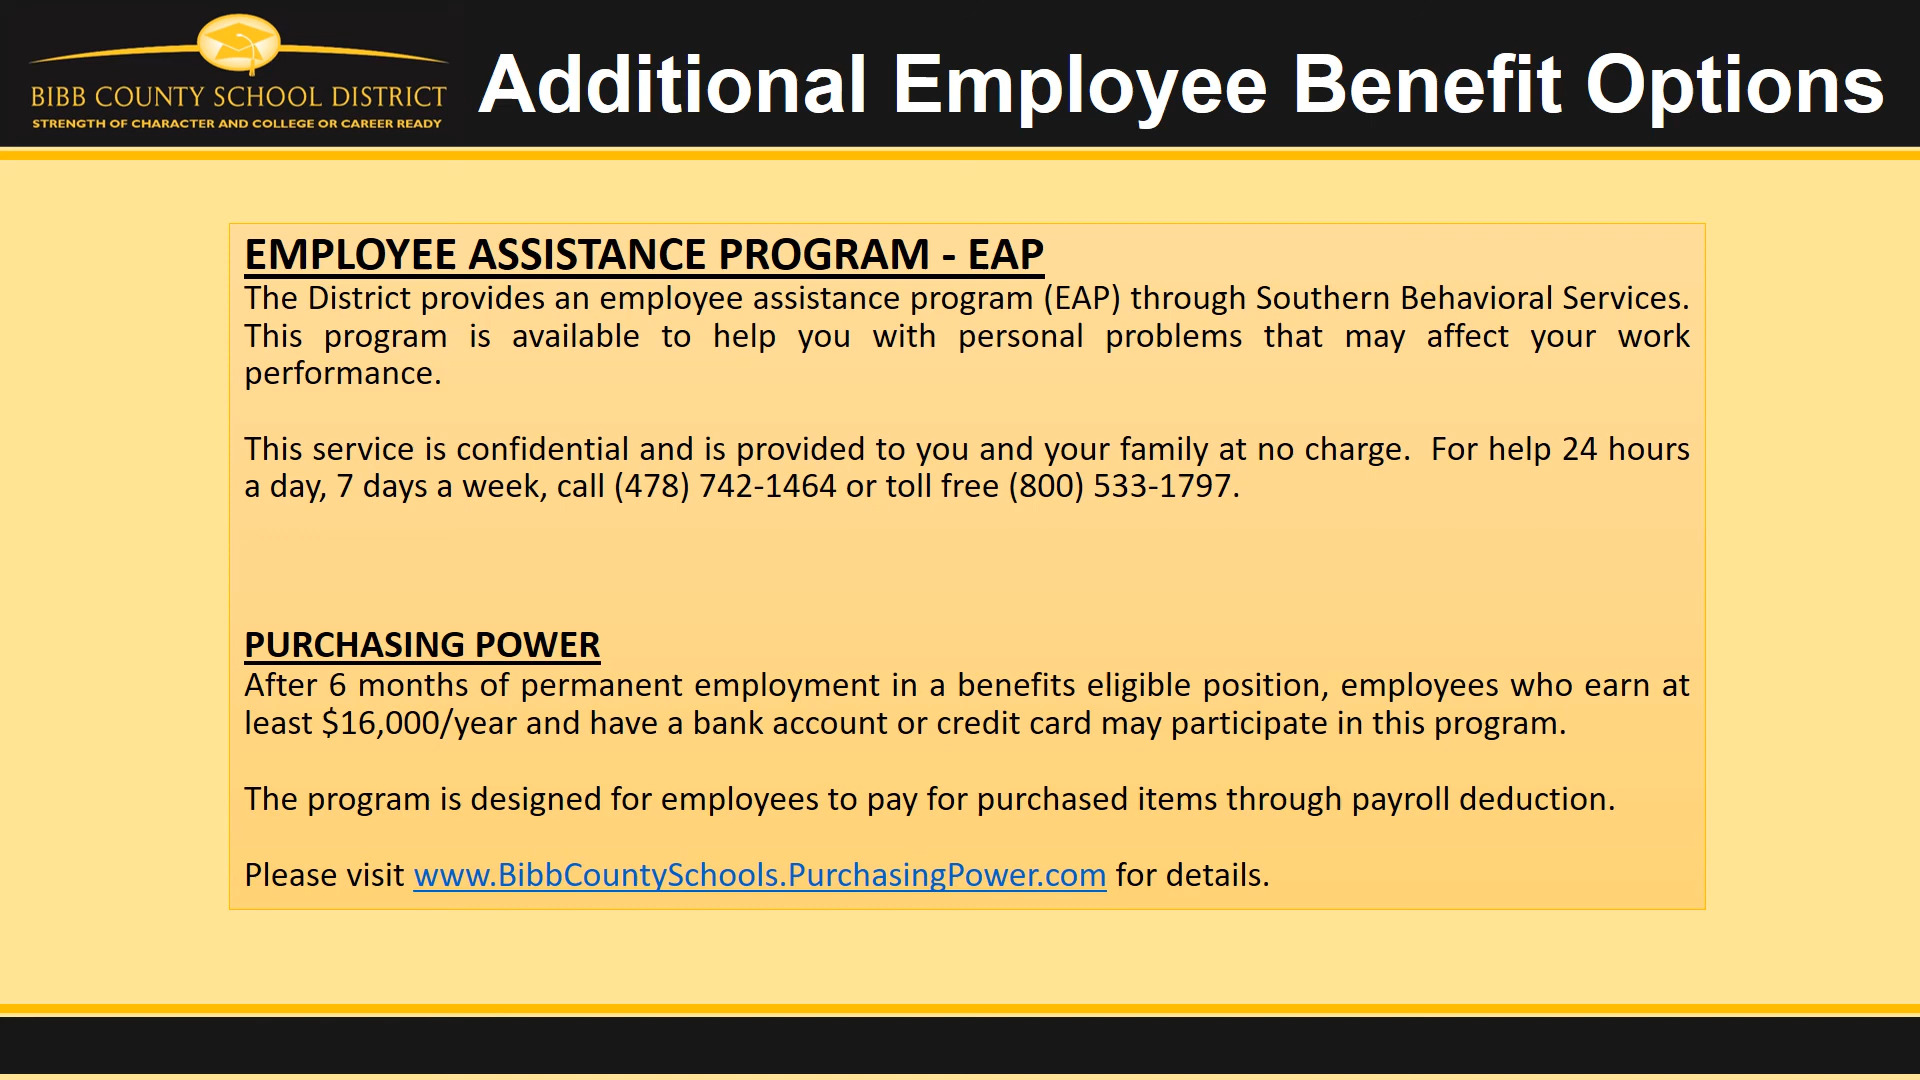 BIBB COUNTY SCHOOL DISTRICT
STRENGTH OF CHARACTER AND COLLEGE OR CAREER READY
Additional Employee Benefit Options
EMPLOYEE ASSISTANCE PROGRAM - EAP
The District provides an employee assistance program (EAP) through Southern Behavioral Services.
This program is available to help you with personal problems that may affect your work
performance.
This service is confidential and is provided to you and your family at no charge.  For help 24 hours
a day, 7 days a week, call (478) 742-1464 or toll free (800) 533-1797.
PURCHASING POWER
After 6 months of permanent employment in a benefits eligible position, employees who earn at
least $16,000/year and have a bank account or credit card may participate in this program.
The program is designed for employees to pay for purchased items through payroll deduction.
Please visit www.BibbCountySchools.PurchasingPower.com for details.